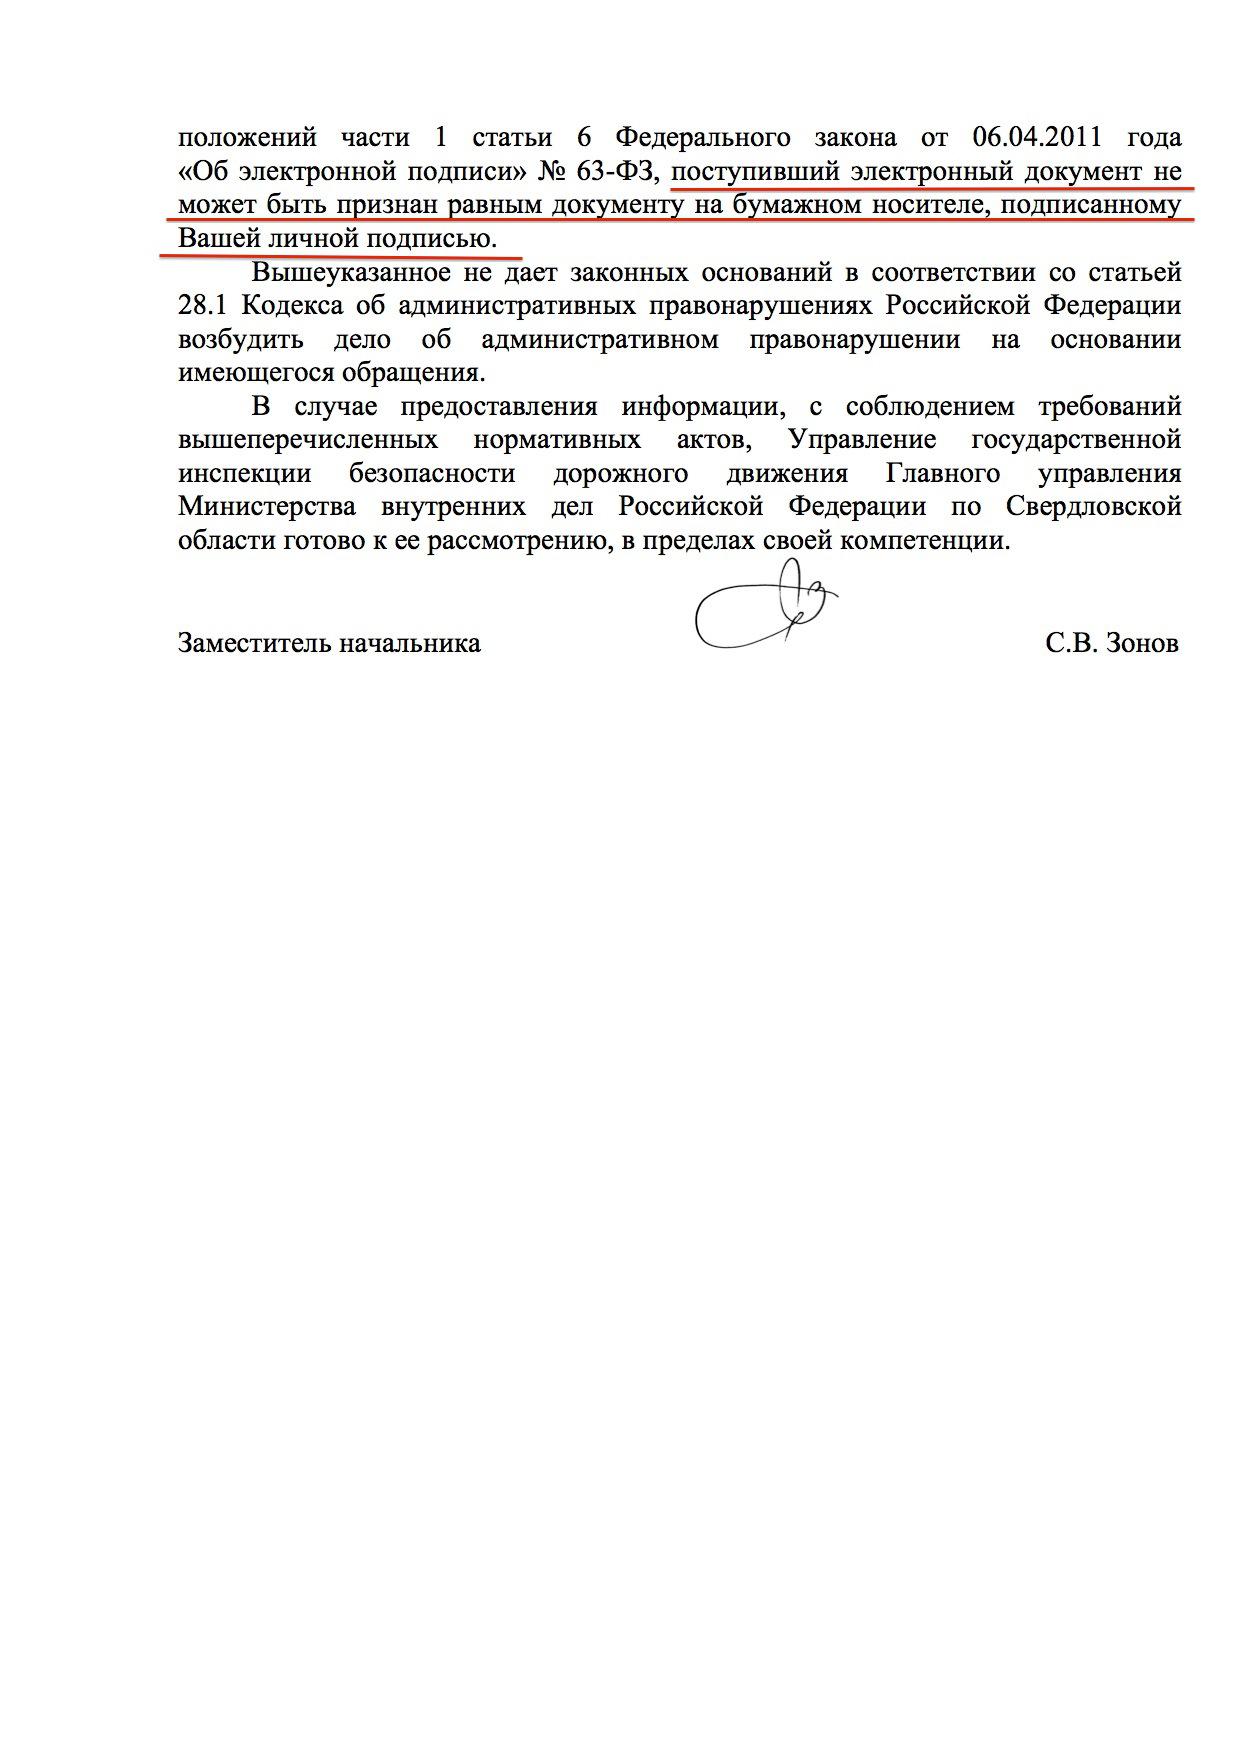 положений части 1 статьи 6 Федерального закона от 06.04.2011 года
«Об электронной подписи» № 63-ФЗ, поступивший электронный документ не
может быть признан равным документу на бумажном носителе, подписанному
Вашей личной подписью.
Вышеуказанное не дает законных оснований в соответствии со статьей
28.1 Кодекса об административных правонарушениях Российской Федерации
возбудить дело об административном правонарушении на основании
имеющегося обращения.
В случае предоставления информации, с соблюдением требований
вышеперечисленных нормативных актов, Управление государственной
инспекции безопасности дорожного движения Главного управления
Министерства внутренних дел Российской Федерации по Свердловской
области готово к ее рассмотрению, в пределах своей компетенции.
Заместитель начальника С.В. Зонов